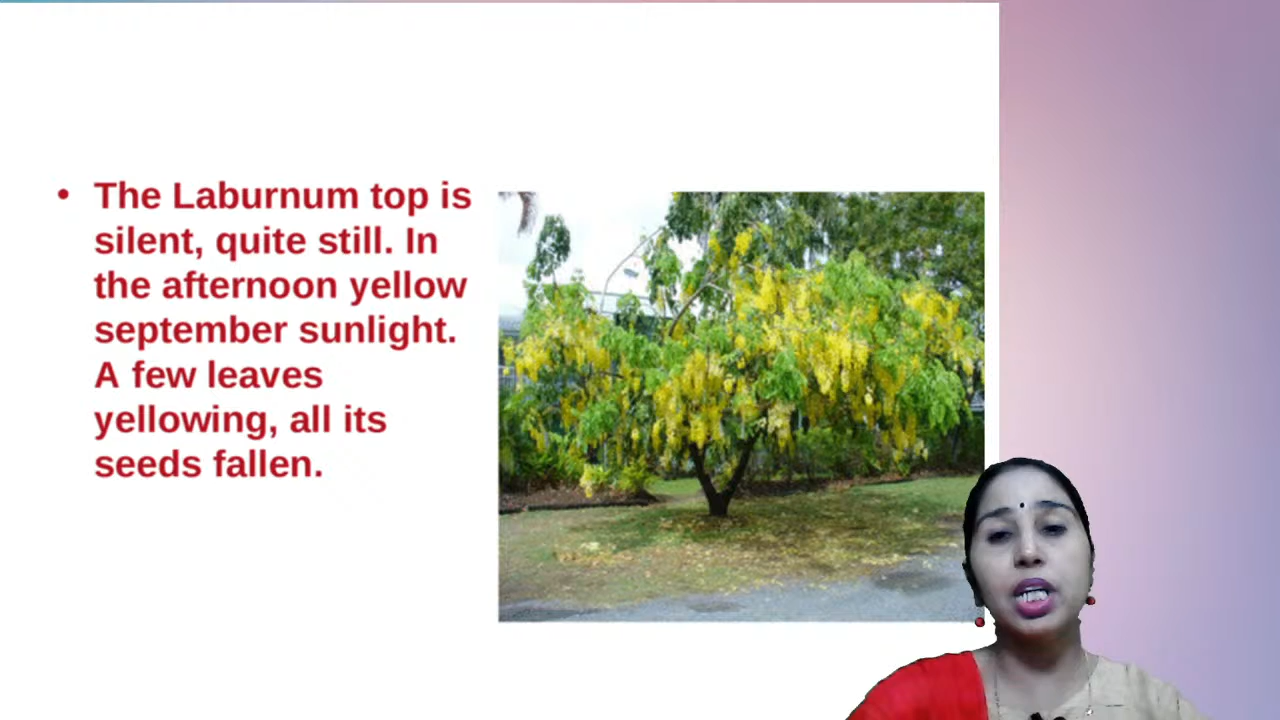 • The Laburnum top is
silent, quite still. In
the afternoon yellow
september sunlight.
A few leaves
yellowing, all its
seeds fallen.